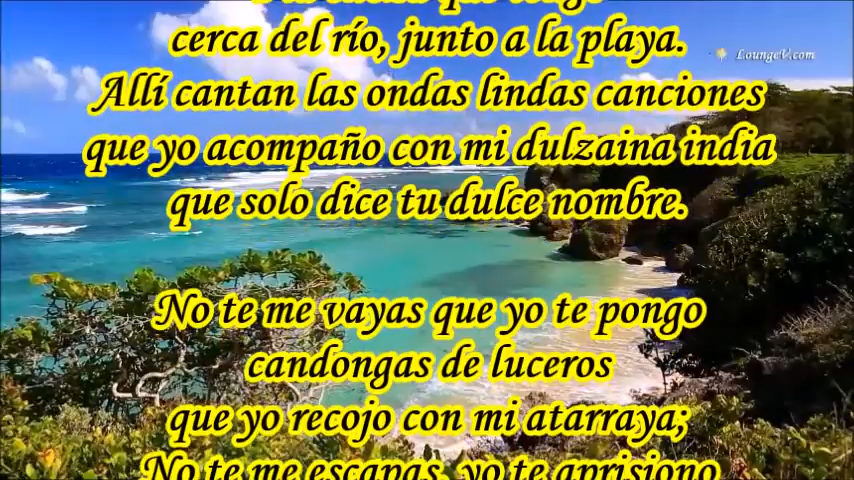 LoungeV.com
cerca del río, junto a la playa.
Allí cantan las ondas lindas canciones
que yo acompaño con mi dulzaina india
que solo dice tu dulce nombre.
No te me vayas que yo te pongo
candongas de luceros
que yo recojo con mi atarraya;
No te me escapas, yo te aprisiono